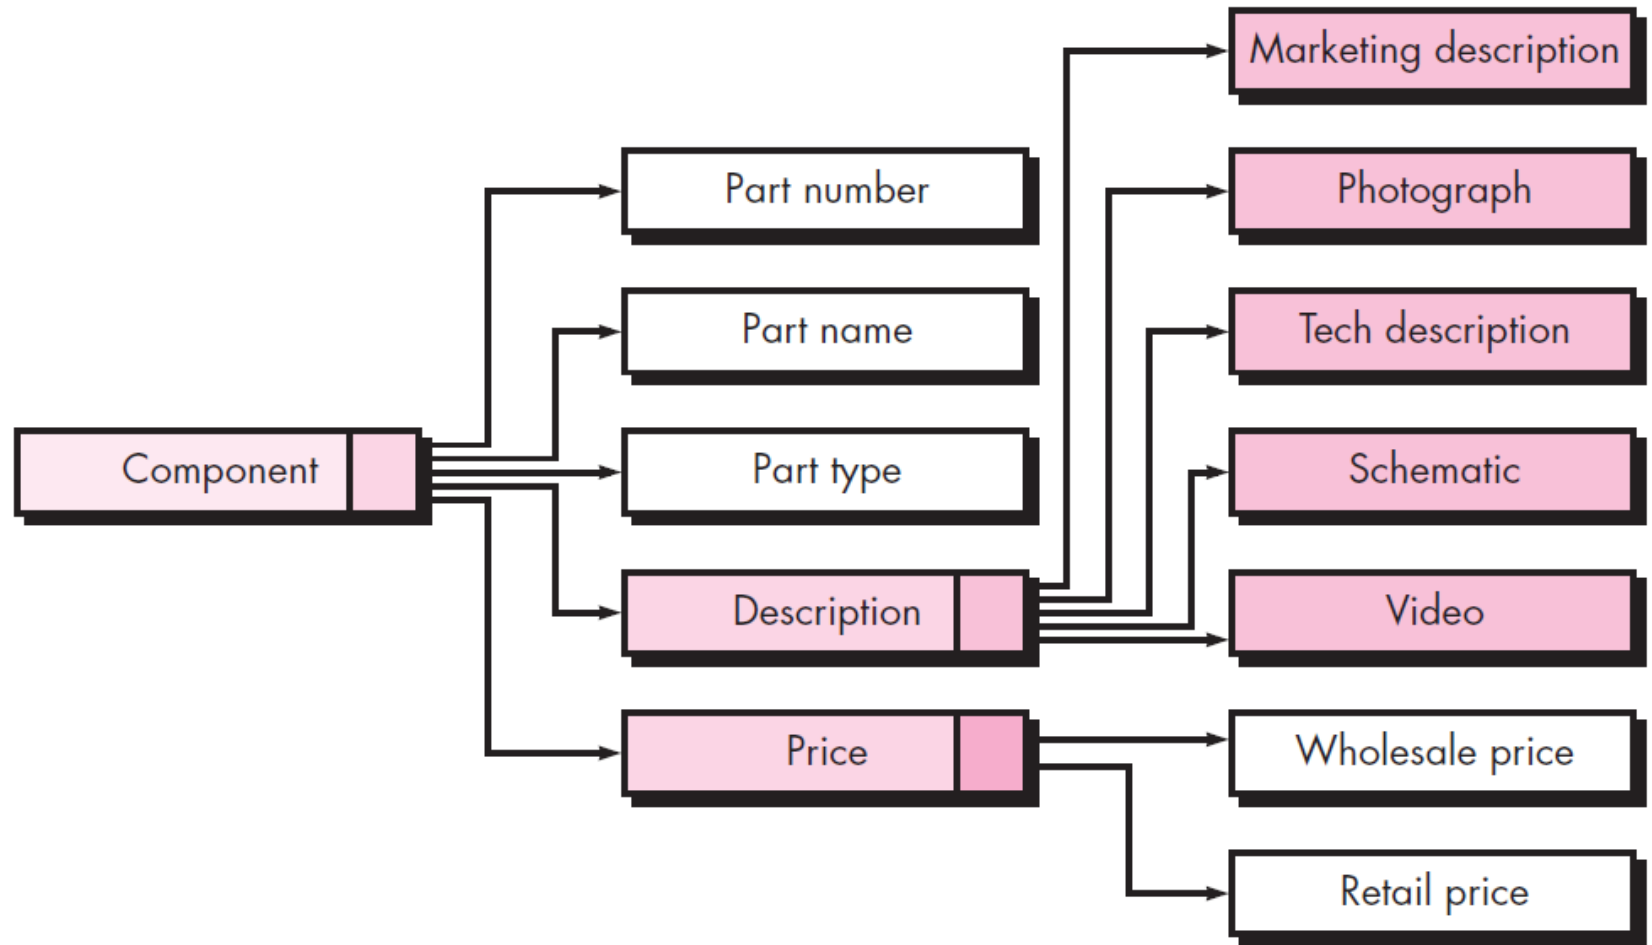 Marketing description
Part number
Photograph
Part name
Tech description
Component
Part type
Schematic
Description
Video
Price
Wholesale price
Retail price